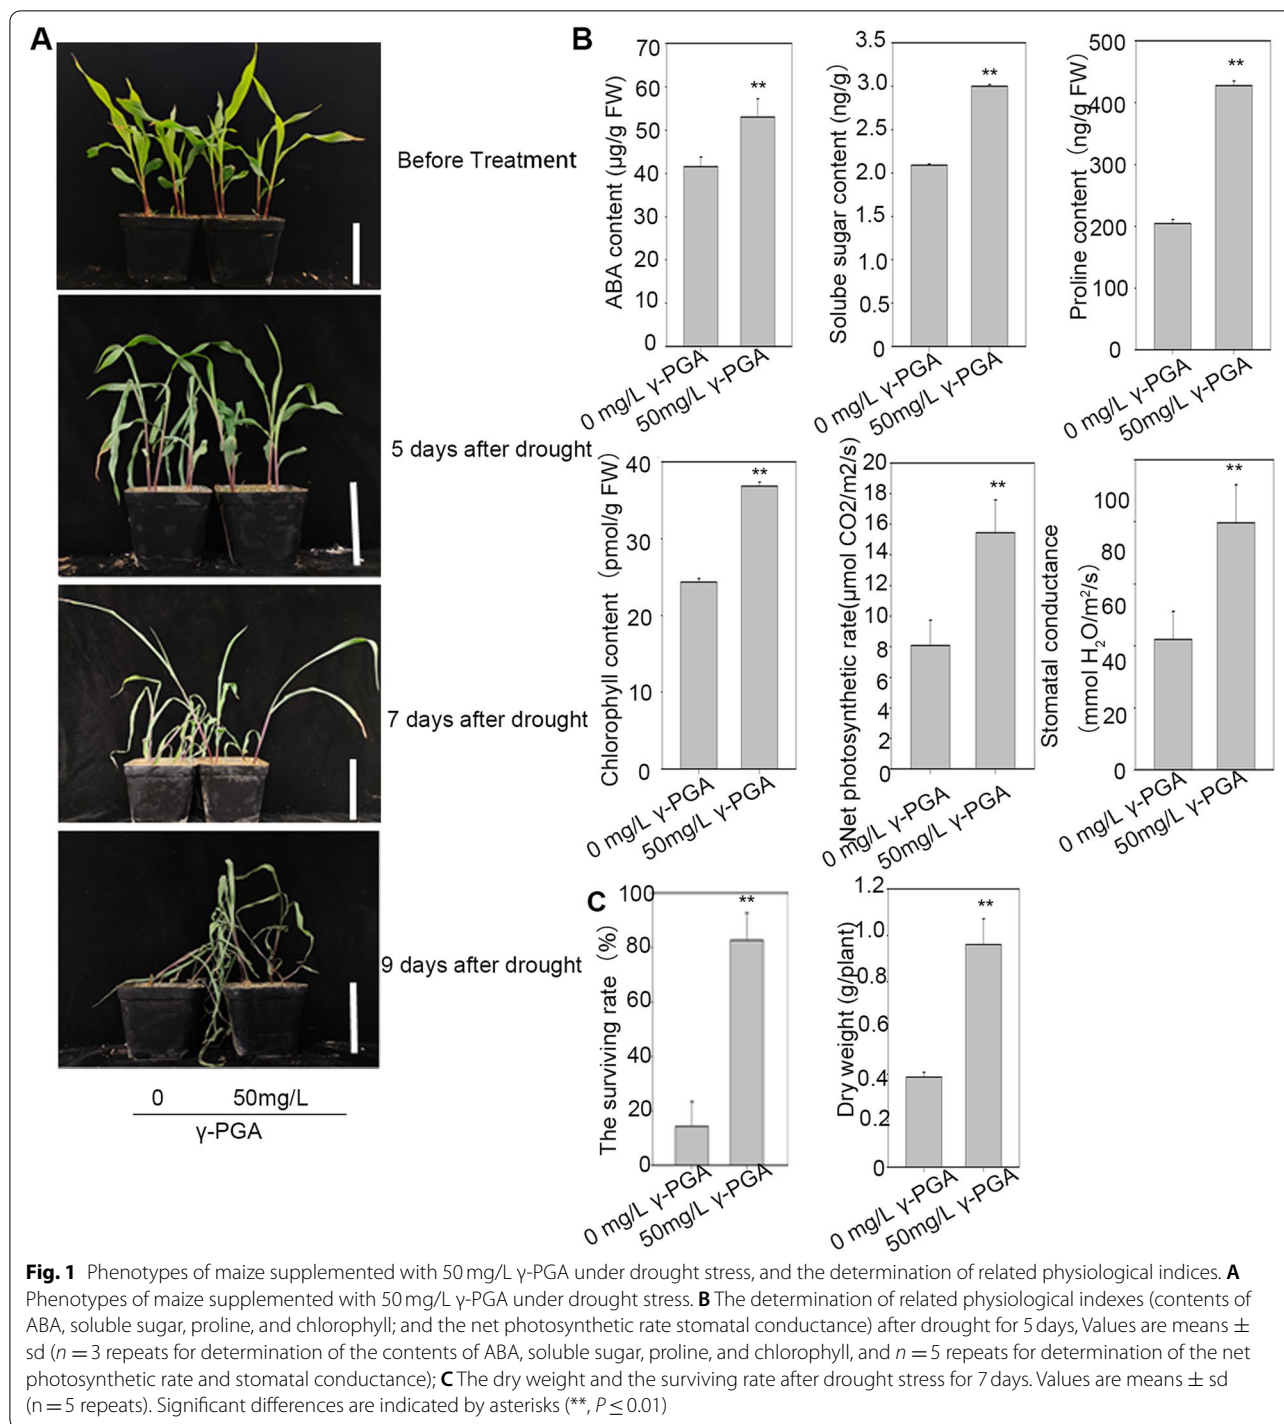 A
Before Treatment
5 days after drought
7 days after drought
9 days after drought
0 50mg/L
γ-PGA
B
ABA content (µg/g FW)
70
60
50
40
30
20
10
0
**
0 mg/L γ-PGA
50mg/L γ-PGA
Solube sugar content (ng/g)
3.5
3.0
2.5
2.0
1.5
1.0
0.5
0
**
0 mg/L γ-PGA
50mg/L γ-PGA
Proline content (ng/g FW)
500
400
300
200
100
0
**
0 mg/L γ-PGA
50mg/L γ-PGA
Chlorophyll content (pmol/g FW)
40
30
20
10
0
**
0 mg/L γ-PGA
50mg/L γ-PGA
Net photosynthetic rate(µmol CO2/m2/s)
20
18
16
14
12
10
8
6
4
2
0
**
0 mg/L γ-PGA
50mg/L γ-PGA
Stomatal conductance
(mmol H₂O/m²/s)
100
80
60
40
20
0
**
0 mg/L γ-PGA
50mg/L γ-PGA
C
The surviving rate (%)
100
80
60
40
20
0
**
0 mg/L γ-PGA
50mg/L γ-PGA
Dry weight (g/plant)
1.2
1.0
0.8
0.6
0.4
0.2
0
**
0 mg/L γ-PGA
50mg/L γ-PGA
Fig. 1 Phenotypes of maize supplemented with 50 mg/L γ-PGA under drought stress, and the determination of related physiological indices. A
Phenotypes of maize supplemented with 50 mg/L γ-PGA under drought stress. B The determination of related physiological indexes (contents of
ABA, soluble sugar, proline, and chlorophyll; and the net photosynthetic rate stomatal conductance) after drought for 5 days, Values are means ±
sd (n = 3 repeats for determination of the contents of ABA, soluble sugar, proline, and chlorophyll, and n = 5 repeats for determination of the net
photosynthetic rate and stomatal conductance); C The dry weight and the surviving rate after drought stress for 7 days. Values are means ± sd
(n = 5 repeats). Significant differences are indicated by asterisks (**, P ≤ 0.01)